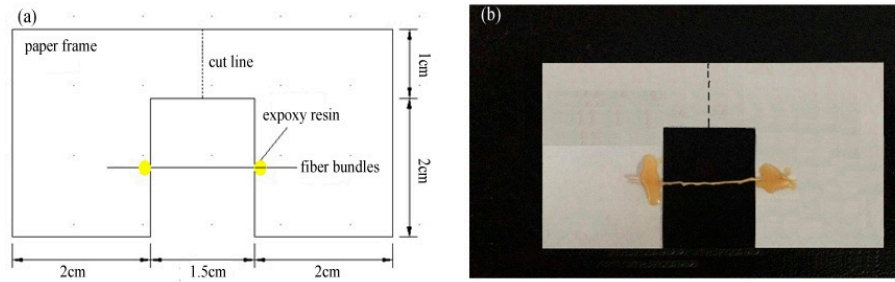 (a)
(b)
paper frame
cut line
1cm
expoxy resin
fiber bundles
2cm
2cm
1.5cm
2cm